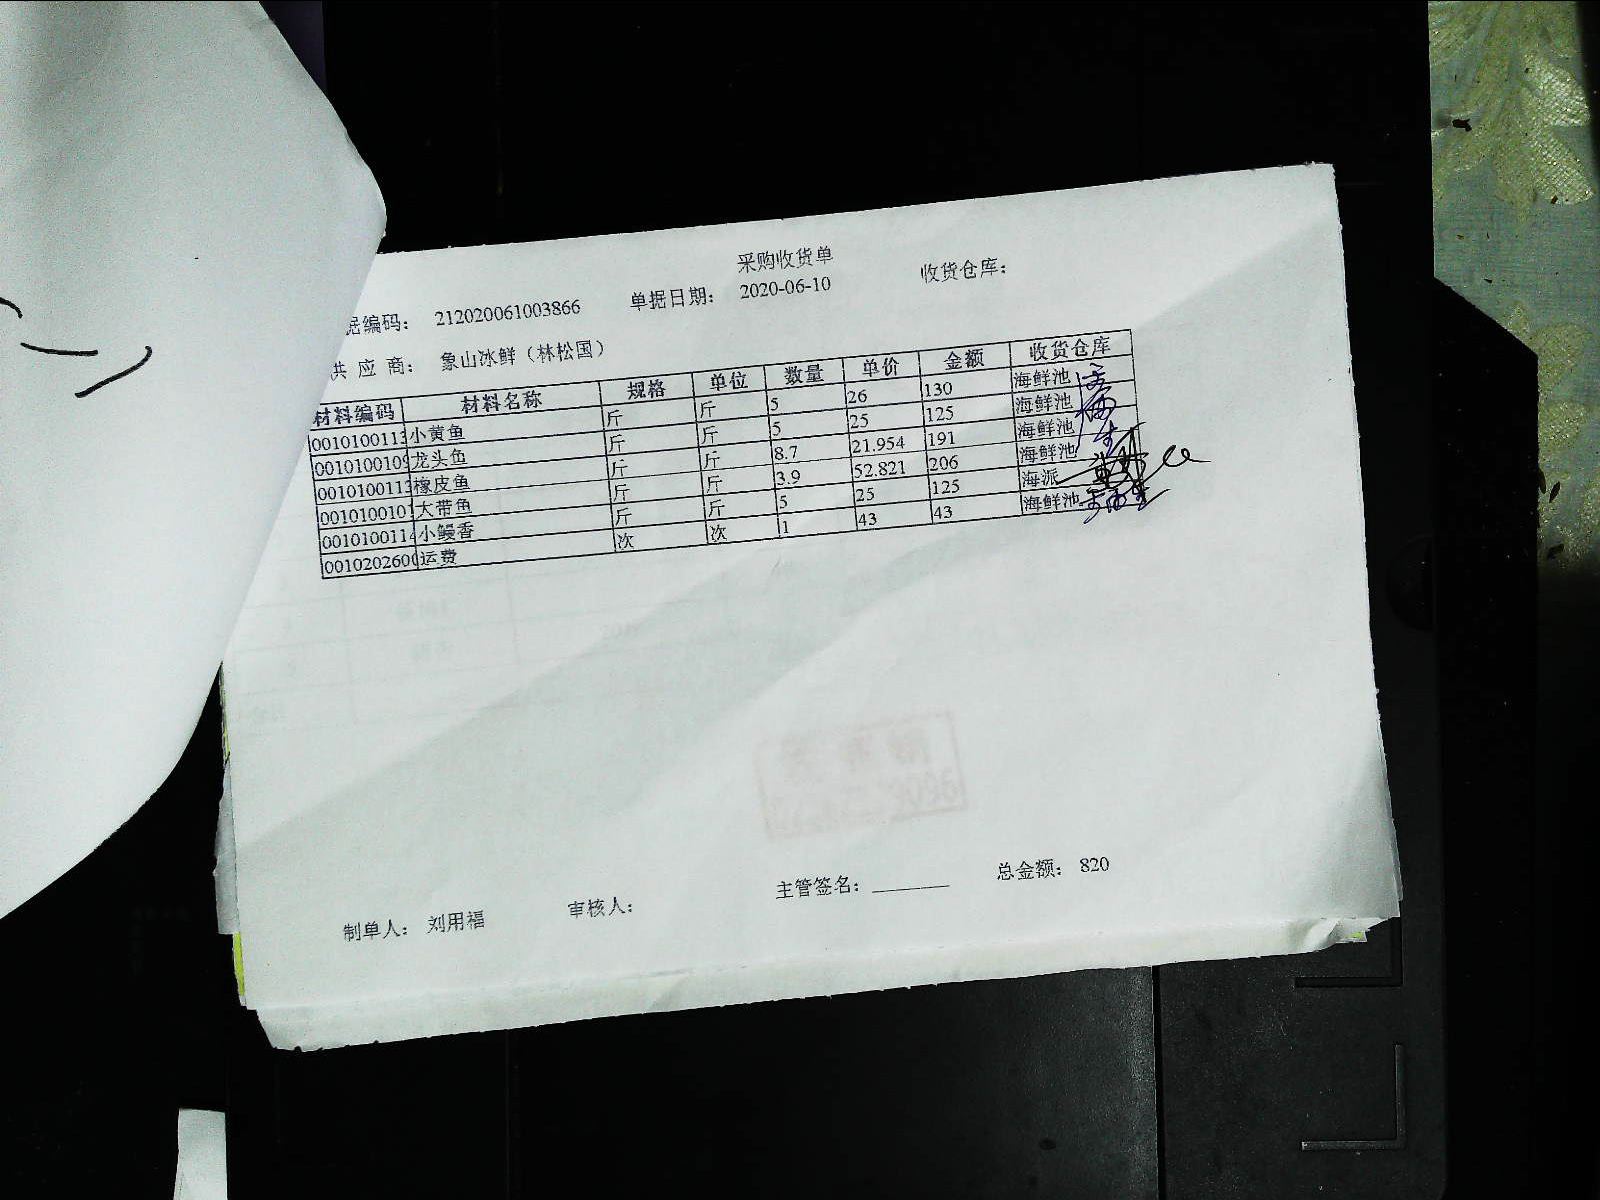 采购收货单
据编码： 212020061003866 单据日期： 2020-06-10 收货仓库：
供 应 商： 象山冰鲜（林松国）
材料编码 材料名称 规格 单位 数量 单价 金额 收货仓库
0010100113 小黄鱼 斤 斤 5 26 130 海鲜池
0010100109 龙头鱼 斤 斤 5 25 125 海鲜池
0010100113 橡皮鱼 斤 斤 8.7 21.954 191 海鲜池
0010100101 大带鱼 斤 斤 3.9 52.821 206 海鲜池
0010100114 小鳗香 斤 斤 5 25 125 海派
0010202600 运费 次 次 1 43 43 海鲜池
制单人： 刘用福 审核人： 主管签名： 总金额： 820